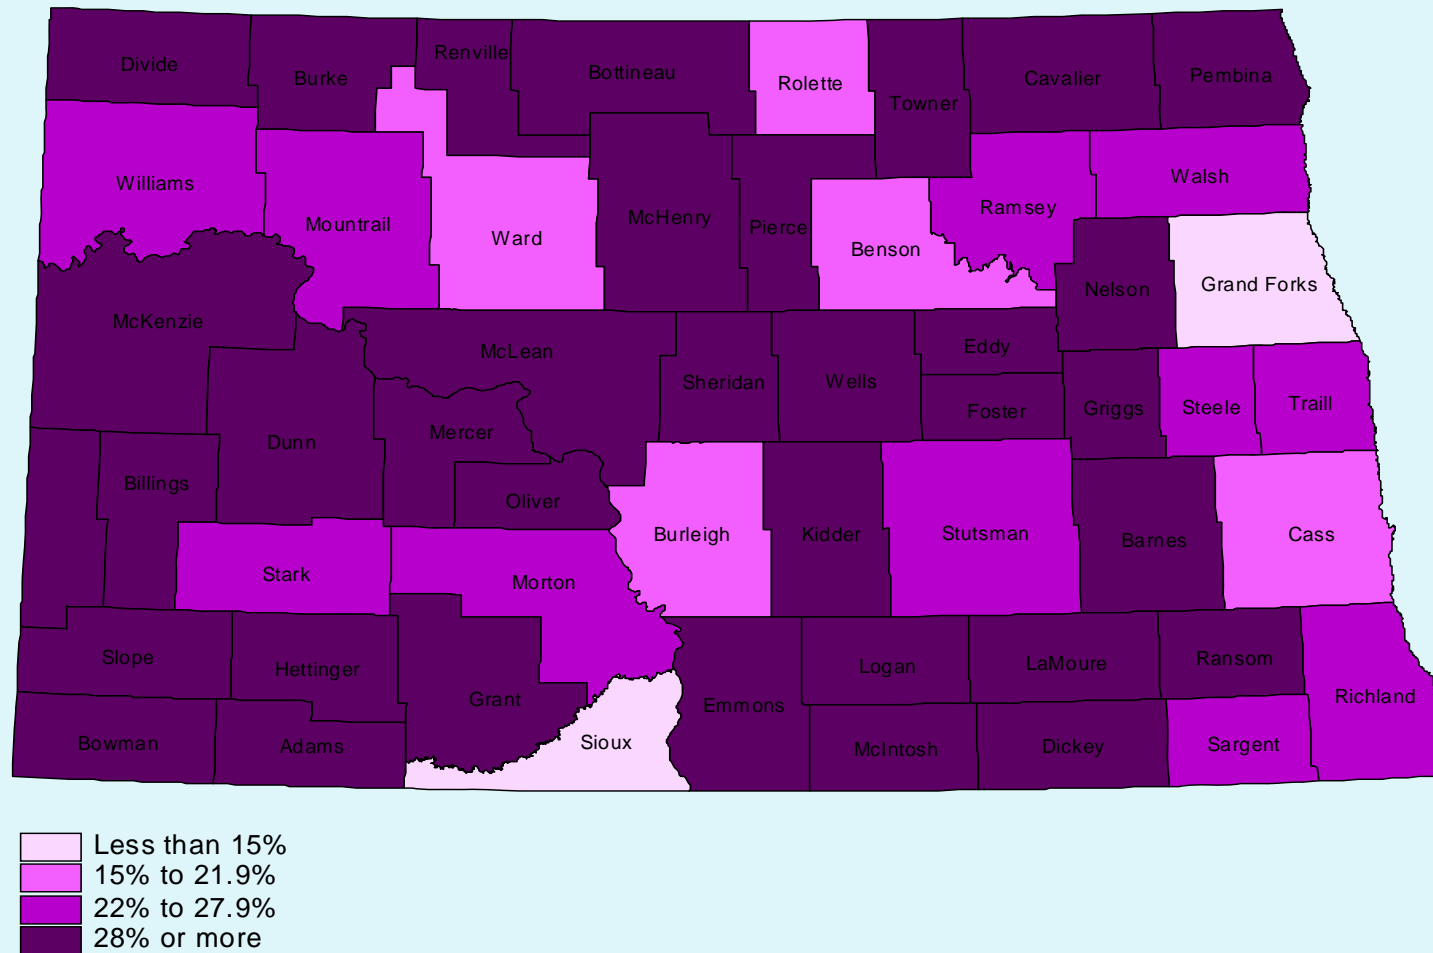 Divide
Burke
Renville
Bottineau
Rolette
Towner
Cavalier
Pembina
Williams
Mountrail
Ward
McHenry
Pierce
Benson
Ramsey
Walsh
Nelson
Grand Forks
McKenzie
McLean
Sheridan
Wells
Eddy
Foster
Griggs
Steele
Traill
Dunn
Mercer
Billings
Oliver
Burleigh
Kidder
Stutsman
Barnes
Cass
Stark
Morton
Slope
Hettinger
Grant
Emmons
Logan
LaMoure
Ransom
Richland
Bowman
Adams
Sioux
McIntosh
Dickey
Sargent
Less than 15%
15% to 21.9%
22% to 27.9%
28% or more